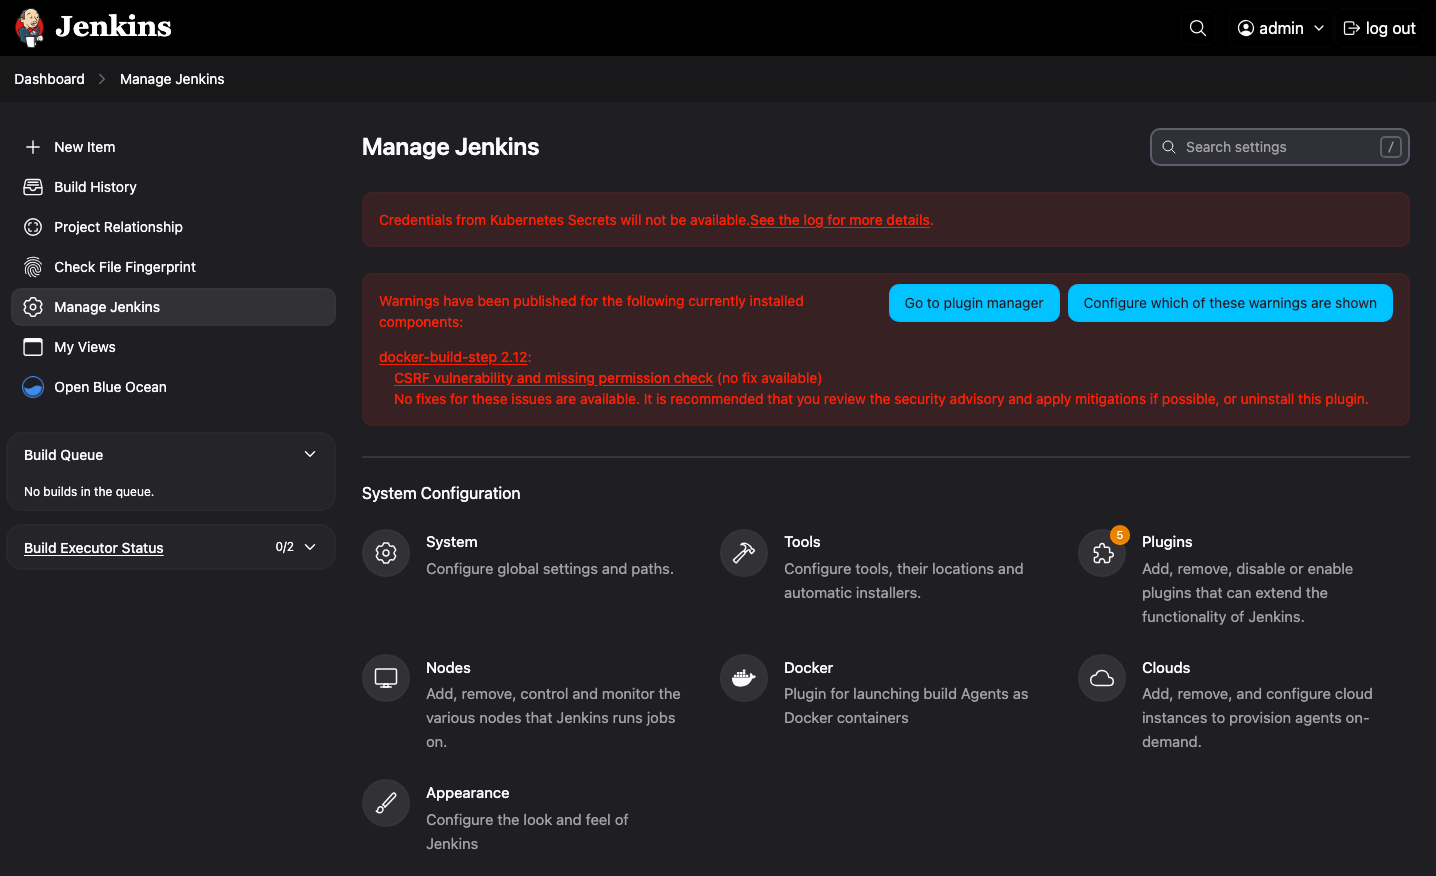 Jenkins
admin
log out
Dashboard
Manage Jenkins
New Item
Build History
Project Relationship
Check File Fingerprint
Manage Jenkins
My Views
Open Blue Ocean
Build Queue
No builds in the queue.
Build Executor Status
0/2
Manage Jenkins
Search settings
/
Credentials from Kubernetes Secrets will not be available.See the log for more details.
Warnings have been published for the following currently installed
components:
Go to plugin manager
Configure which of these warnings are shown
docker-build-step 2.12:
CSRF vulnerability and missing permission check (no fix available)
No fixes for these issues are available. It is recommended that you review the security advisory and apply mitigations if possible, or uninstall this plugin.
System Configuration
System
Configure global settings and paths.
Tools
Configure tools, their locations and
automatic installers.
5
Plugins
Add, remove, disable or enable
plugins that can extend the
functionality of Jenkins.
Nodes
Add, remove, control and monitor the
various nodes that Jenkins runs jobs
on.
Docker
Plugin for launching build Agents as
Docker containers
Clouds
Add, remove, and configure cloud
instances to provision agents on-
demand.
Appearance
Configure the look and feel of
Jenkins